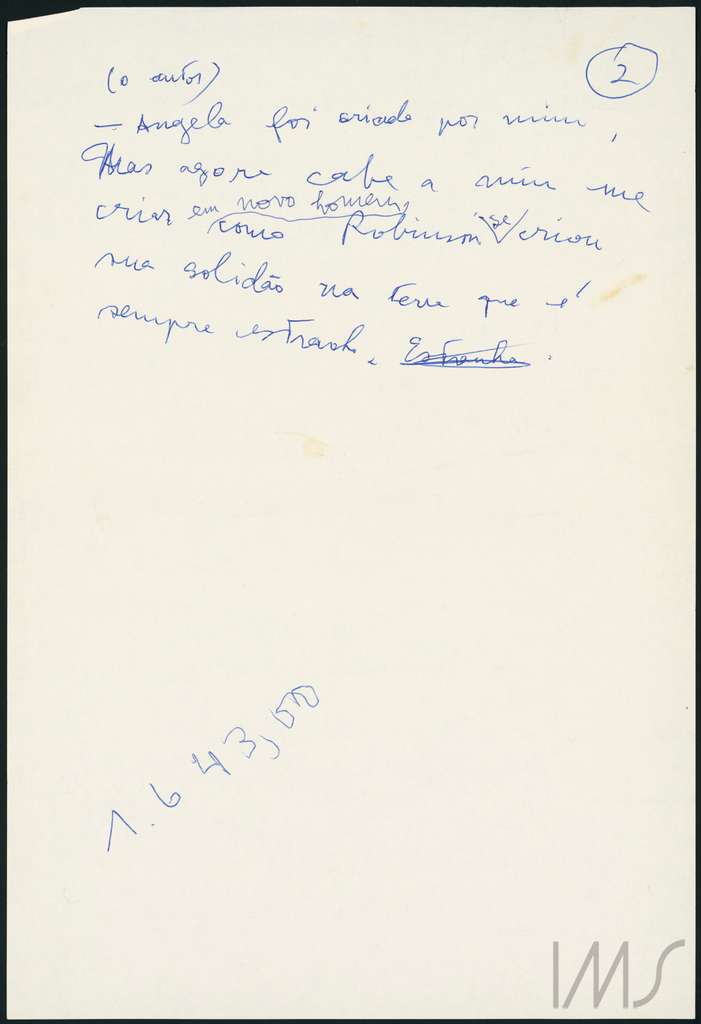 2
(o autor)
— Angela foi criada por mim,
Mas agora cabe a mim me
criar em novo homem,
como Robinson se criou
sua solidão na terra que é
sempre estranha. Estranha.
1.643,00
IMS